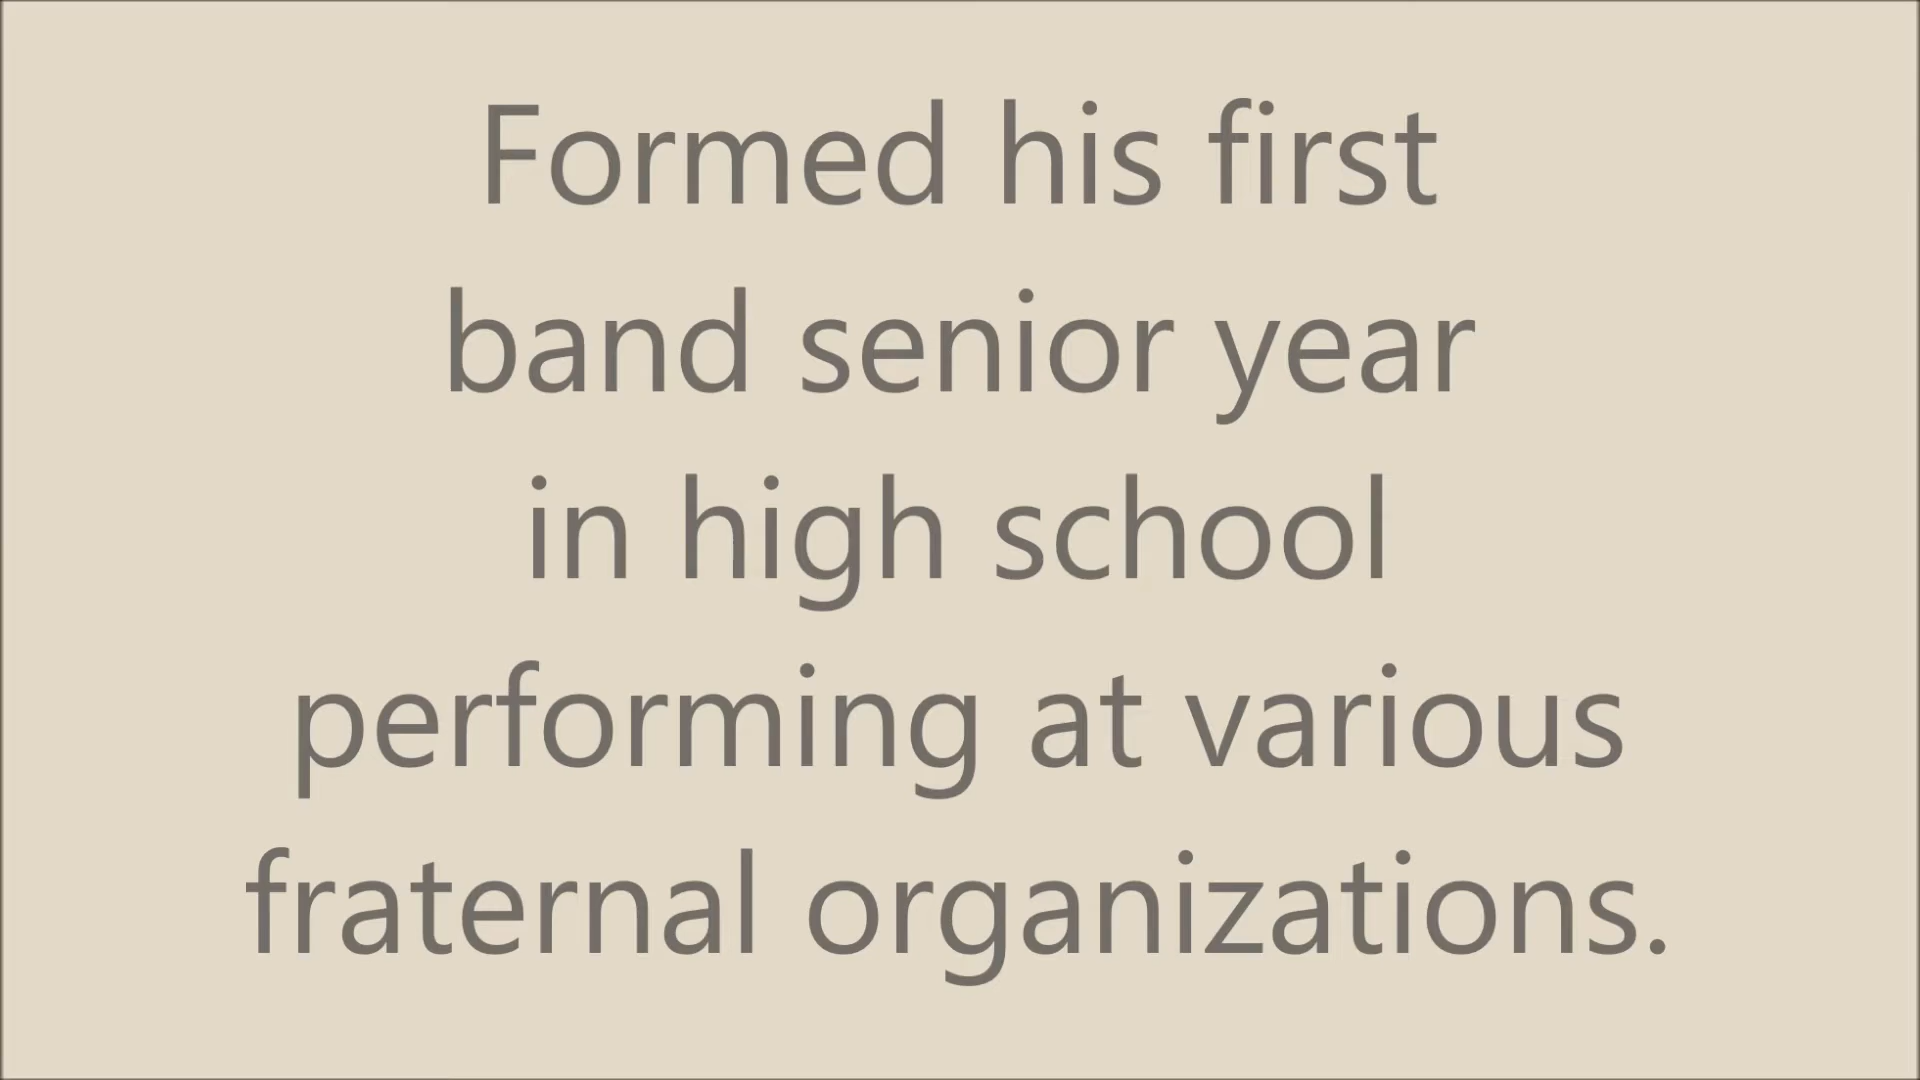 Formed his first
band senior year
in high school
performing at various
fraternal organizations.